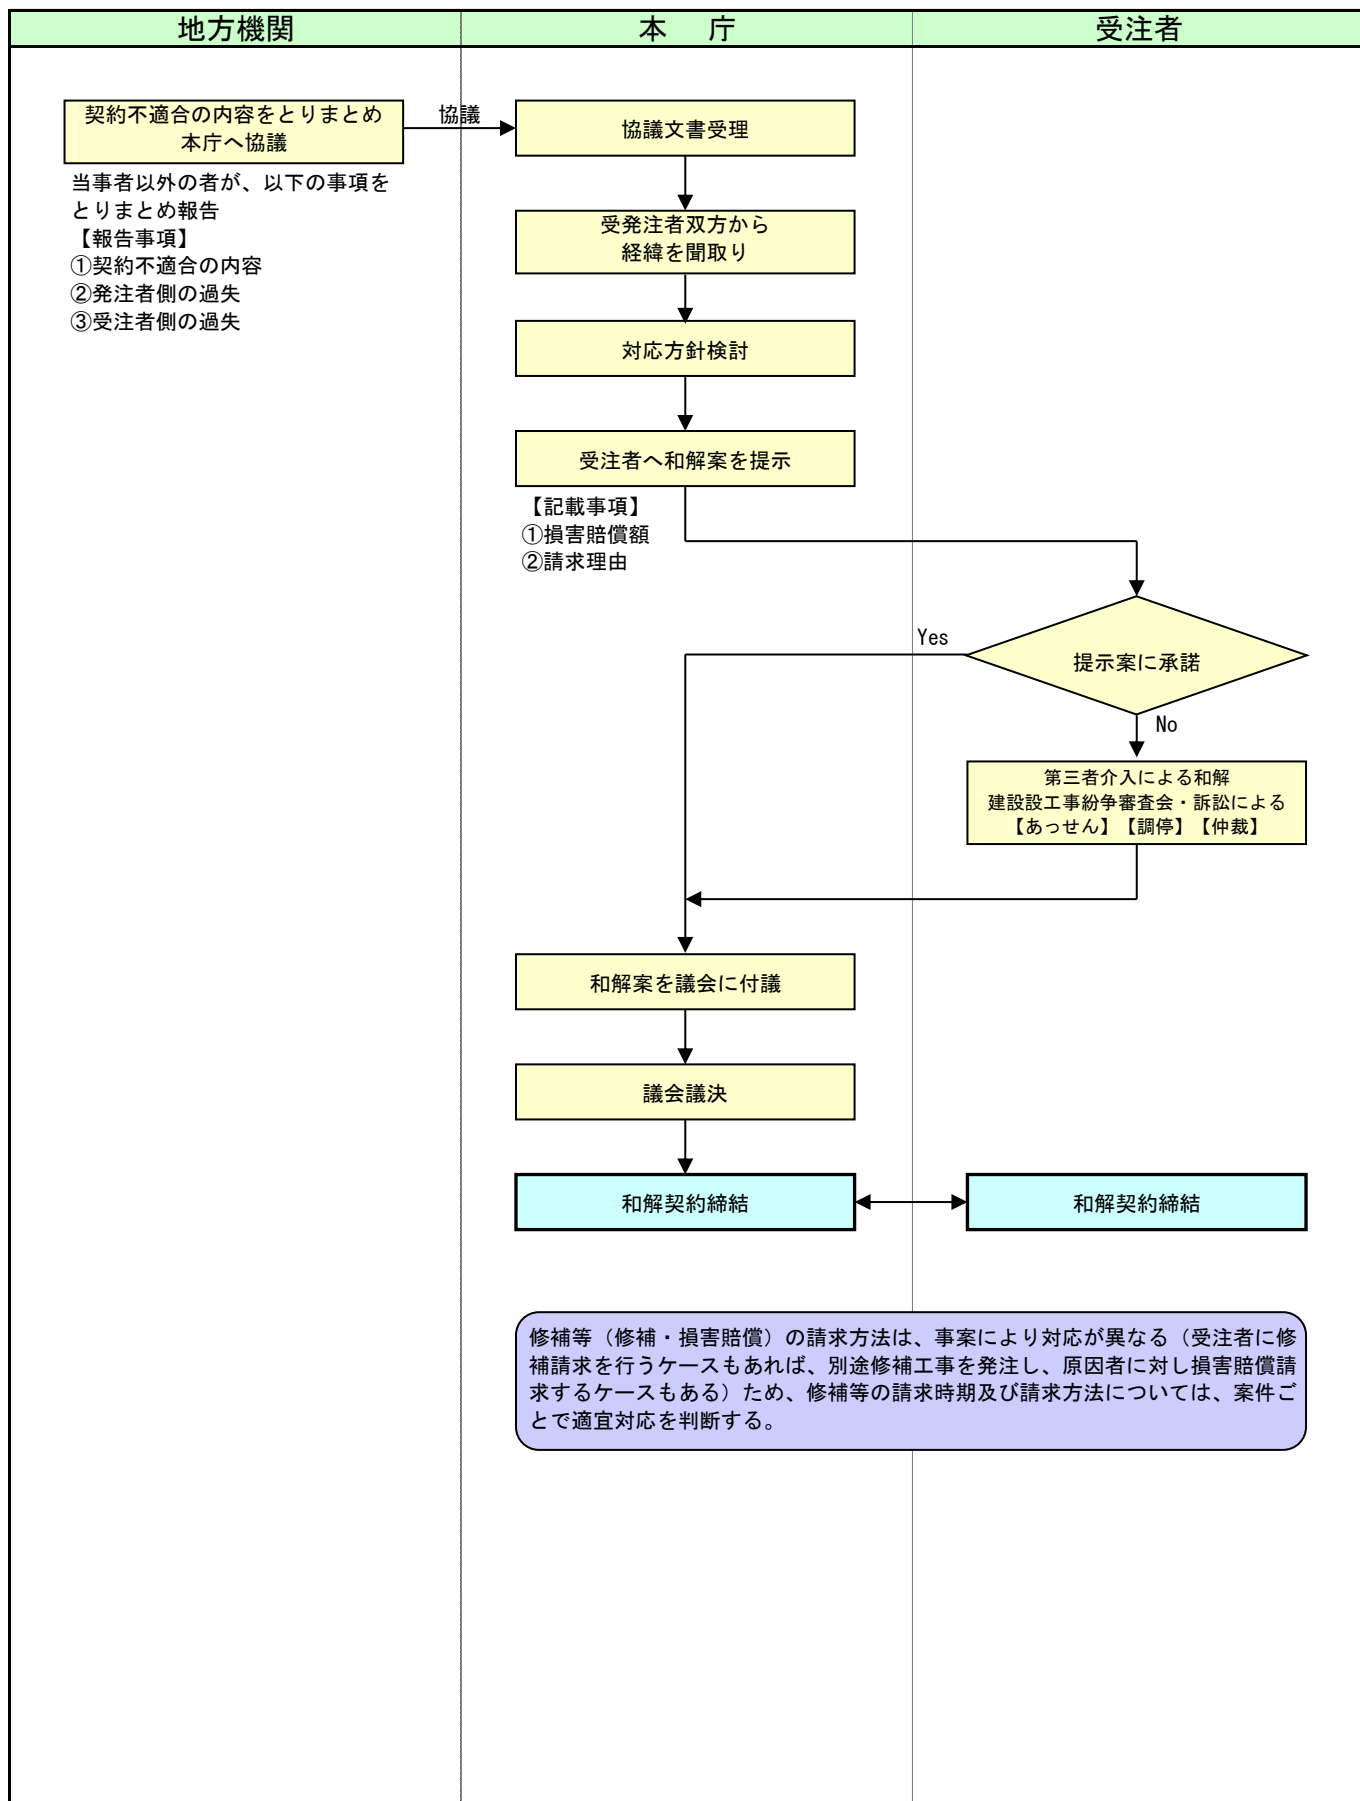 地方機関
本　庁
受注者
契約不適合の内容をとりまとめ
本庁へ協議
協議
協議文書受理
当事者以外の者が、以下の事項を
とりまとめ報告
【報告事項】
①契約不適合の内容
②発注者側の過失
③受注者側の過失
受発注者双方から
経緯を聞取り
対応方針検討
受注者へ和解案を提示
【記載事項】
①損害賠償額
②請求理由
提示案に承諾
Yes
No
第三者介入による和解
建設設工事紛争審査会・訴訟による
【あっせん】【調停】【仲裁】
和解案を議会に付議
議会議決
和解契約締結
和解契約締結
修補等（修補・損害賠償）の請求方法は、事案により対応が異なる（受注者に修
補請求を行うケースもあれば、別途修補工事を発注し、原因者に対し損害賠償請
求するケースもある）ため、修補等の請求時期及び請求方法については、案件ご
とで適宜対応を判断する。